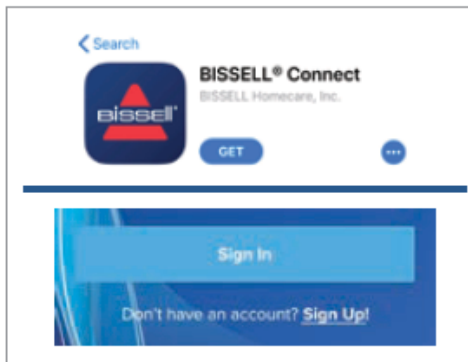 Search
BISSELL® Connect
BISSELL Homecare, Inc.
BISSELL®
GET
Sign In
Don't have an account? Sign Up!